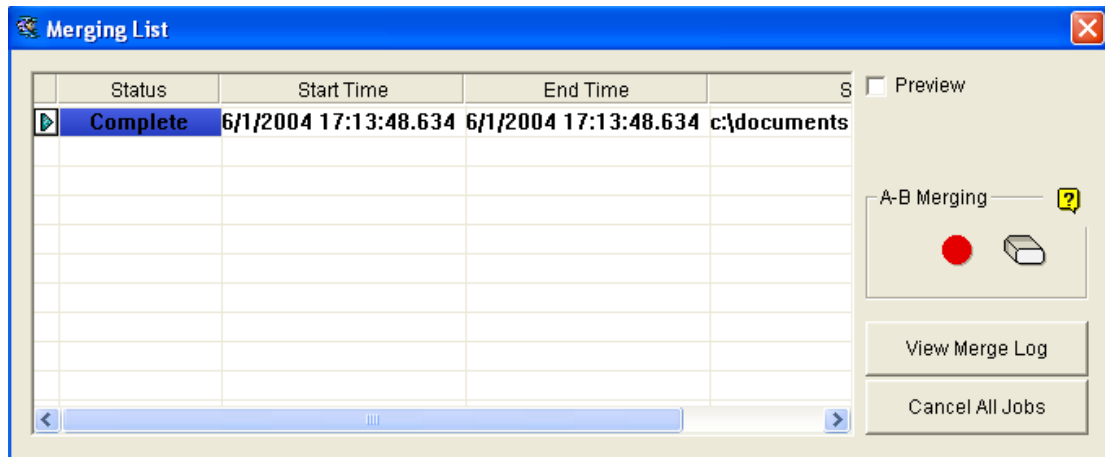 Merging List
Status Start Time End Time S
Complete 6/1/2004 17:13:48.634 6/1/2004 17:13:48.634 c:\documents
Preview
A-B Merging ?
View Merge Log
Cancel All Jobs